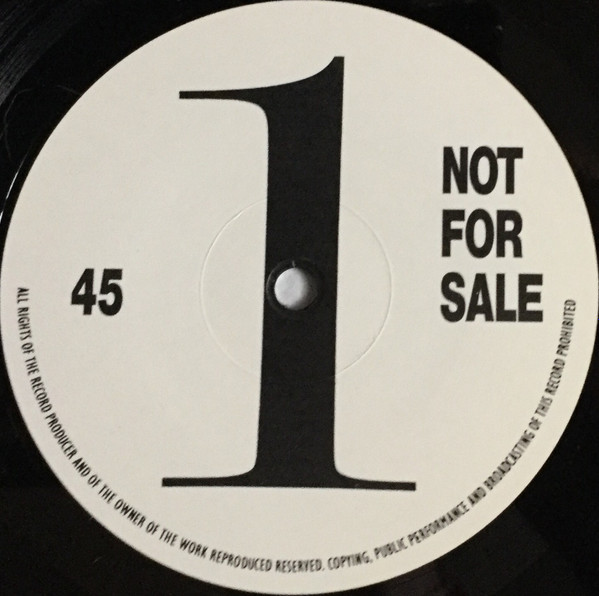 1
45
NOT
FOR
SALE
ALL RIGHTS OF THE RECORD PRODUCER AND OF THE OWNER OF THE WORK REPRODUCED RESERVED. COPYING, PUBLIC PERFORMANCE AND BROADCASTING OF THIS RECORD PROHIBITED